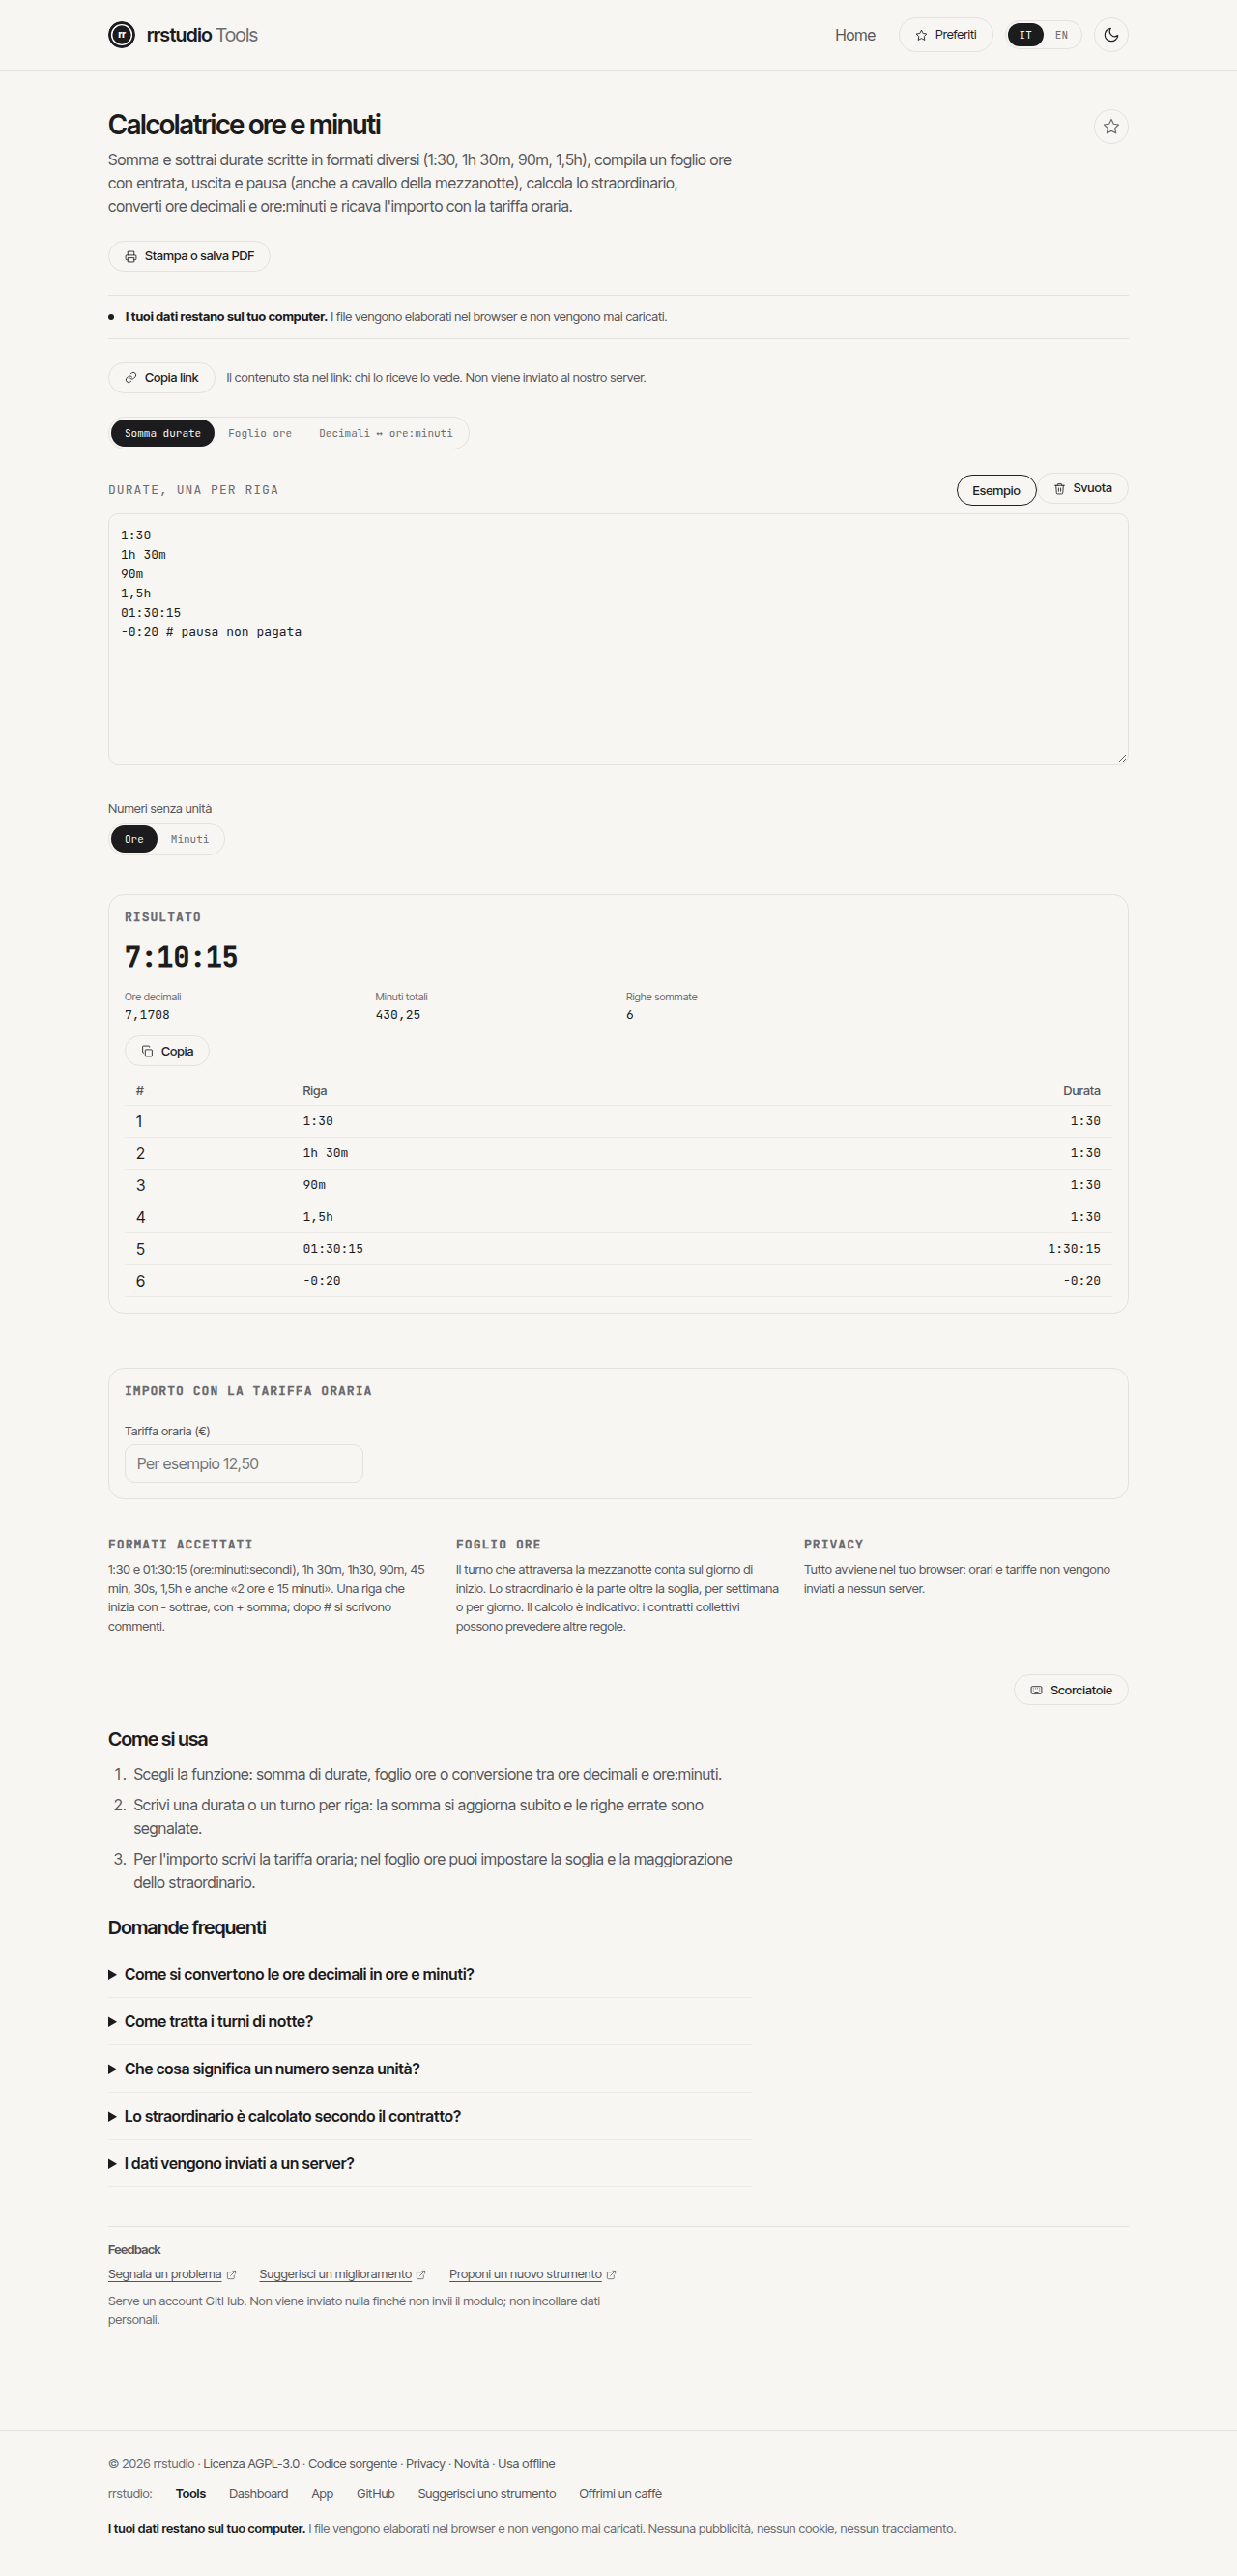 rr rrstudio Tools
Home
Preferiti
IT EN
Calcolatrice ore e minuti
Somma e sottrai durate scritte in formati diversi (1:30, 1h 30m, 90m, 1,5h), compila un foglio ore
con entrata, uscita e pausa (anche a cavallo della mezzanotte), calcola lo straordinario,
converti ore decimali e ore:minuti e ricava l'importo con la tariffa oraria.
Stampa o salva PDF
I tuoi dati restano sul tuo computer. I file vengono elaborati nel browser e non vengono mai caricati.
Copia link Il contenuto sta nel link: chi lo riceve lo vede. Non viene inviato al nostro server.
Somma durate Foglio ore Decimali ↔ ore:minuti
DURATE, UNA PER RIGA
Esempio Svuota
1:30
1h 30m
90m
1,5h
01:30:15
-0:20 # pausa non pagata
Numeri senza unità
Ore Minuti
RISULTATO
7:10:15
Ore decimali Minuti totali Righe sommate
7,1708 430,25 6
Copia
# Riga Durata
1 1:30 1:30
2 1h 30m 1:30
3 90m 1:30
4 1,5h 1:30
5 01:30:15 1:30:15
6 -0:20 -0:20
IMPORTO CON LA TARIFFA ORARIA
Tariffa oraria (€)
Per esempio 12,50
FORMATI ACCETTATI
1:30 e 01:30:15 (ore:minuti:secondi), 1h 30m, 1h30, 90m, 45
min, 30s, 1,5h e anche «2 ore e 15 minuti». Una riga che
inizia con - sottrae, con + somma; dopo # si scrivono
commenti.
FOGLIO ORE
Il turno che attraversa la mezzanotte conta sul giorno di
inizio. Lo straordinario è la parte oltre la soglia, per settimana
o per giorno. Il calcolo è indicativo: i contratti collettivi
possono prevedere altre regole.
PRIVACY
Tutto avviene nel tuo browser: orari e tariffe non vengono
inviati a nessun server.
Scorciatoie
Come si usa
1. Scegli la funzione: somma di durate, foglio ore o conversione tra ore decimali e ore:minuti.
2. Scrivi una durata o un turno per riga: la somma si aggiorna subito e le righe errate sono
segnalate.
3. Per l'importo scrivi la tariffa oraria; nel foglio ore puoi impostare la soglia e la maggiorazione
dello straordinario.
Domande frequenti
Come si convertono le ore decimali in ore e minuti?
Come tratta i turni di notte?
Che cosa significa un numero senza unità?
Lo straordinario è calcolato secondo il contratto?
I dati vengono inviati a un server?
Feedback
Segnala un problema Suggerisci un miglioramento Proponi un nuovo strumento
Serve un account GitHub. Non viene inviato nulla finché non invii il modulo; non incollare dati
personali.
© 2026 rrstudio · Licenza AGPL-3.0 · Codice sorgente · Privacy · Novità · Usa offline
rrstudio: Tools Dashboard App GitHub Suggerisci uno strumento Offrimi un caffè
I tuoi dati restano sul tuo computer. I file vengono elaborati nel browser e non vengono mai caricati. Nessuna pubblicità, nessun cookie, nessun tracciamento.